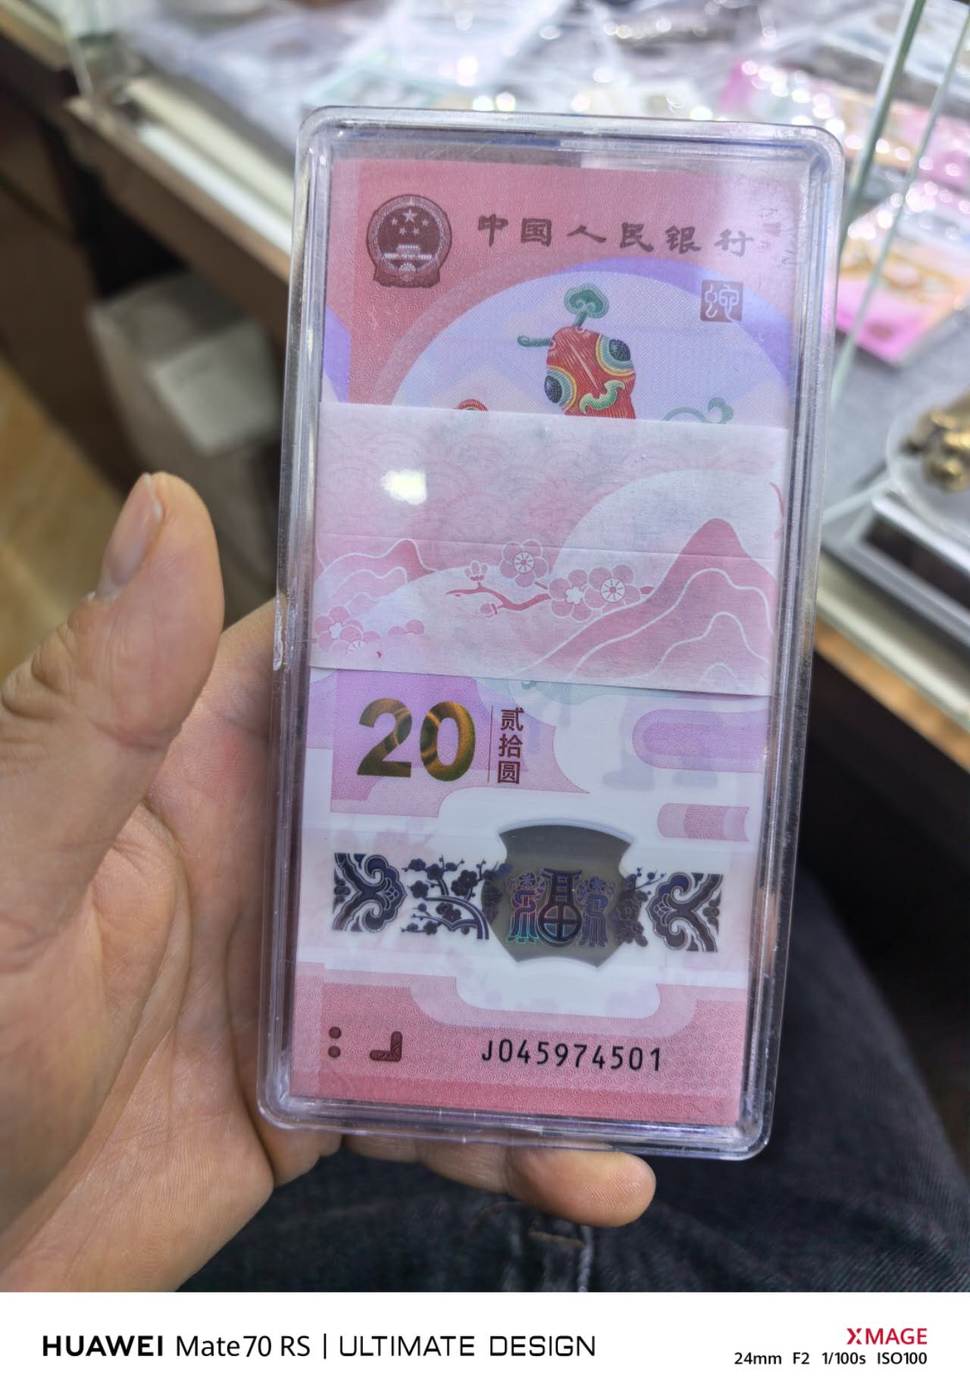 中国人民银行
20 贰拾圆
福
J045974501
HUAWEI Mate70 RS | ULTIMATE DESIGN
XMAGE
24mm F2 1/100s ISO100